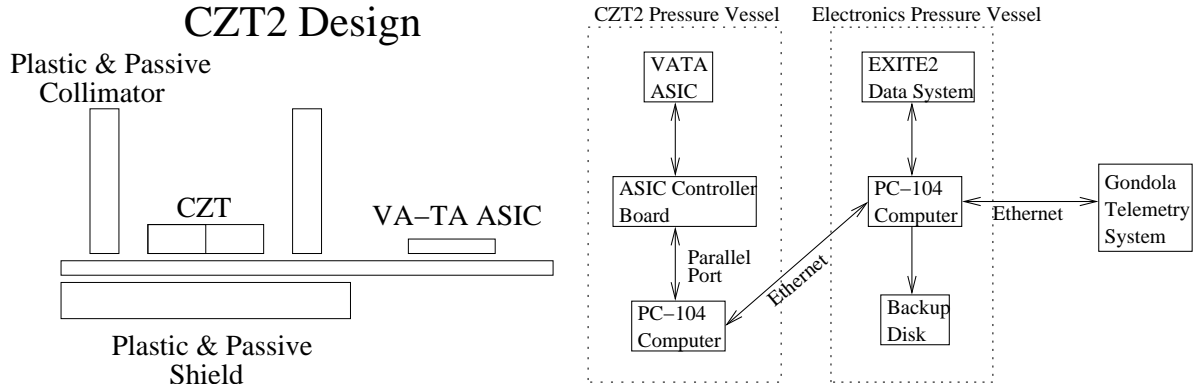 CZT2 Design
Plastic & Passive
Collimator
CZT
VA−TA ASIC
Plastic & Passive
Shield
CZT2 Pressure Vessel
VATA
ASIC
ASIC Controller
Board
Parallel
Port
PC−104
Computer
Ethernet
Electronics Pressure Vessel
EXITE2
Data System
PC−104
Computer
Backup
Disk
Ethernet
Gondola
Telemetry
System